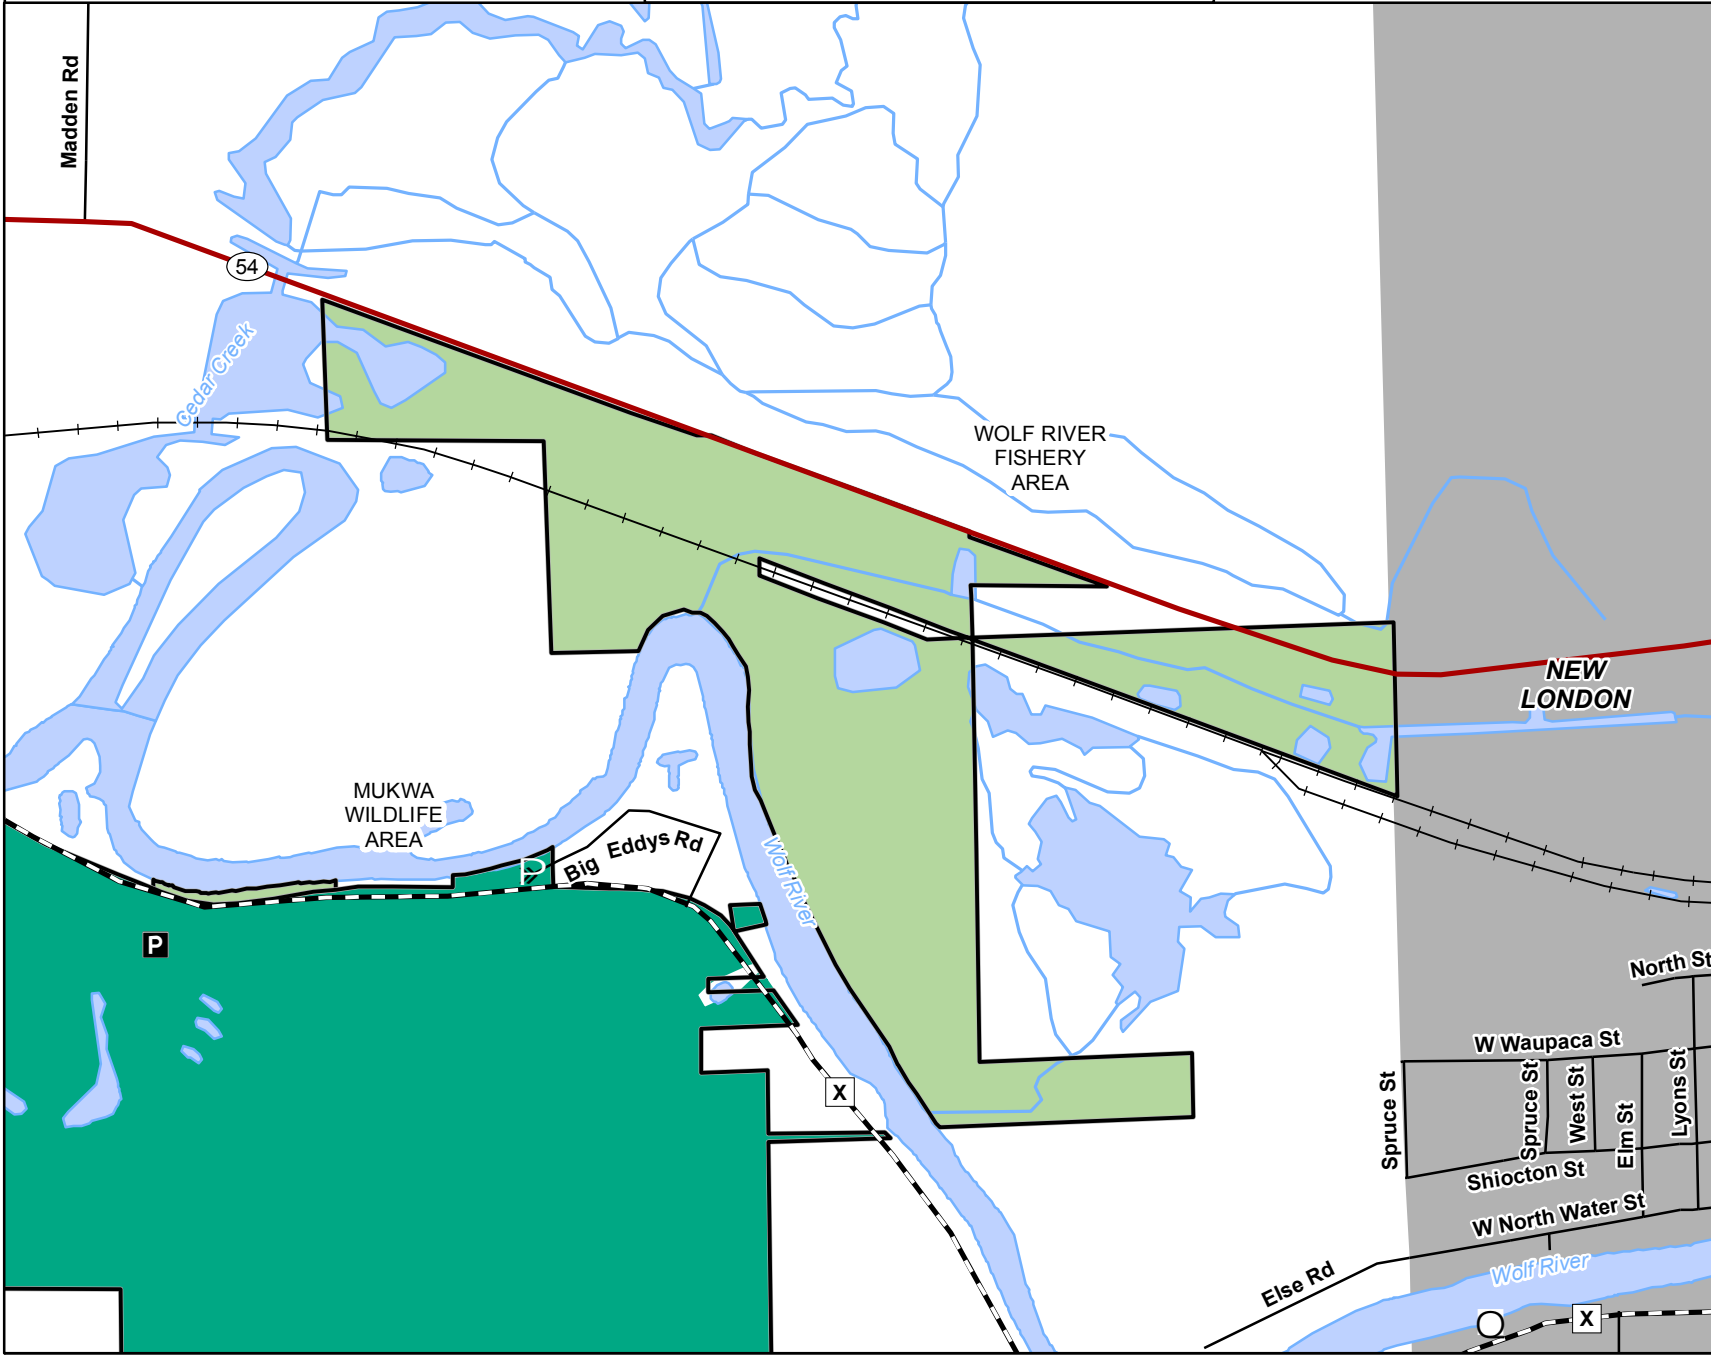 Madden Rd
54
Cedar Creek
WOLF RIVER
FISHERY
AREA
NEW
LONDON
MUKWA
WILDLIFE
AREA
Big Eddys Rd
P
Wolf River
P
X
North St
W Waupaca St
Spruce St
Spruce St
West St
Elm St
Lyons St
Shiocton St
W North Water St
Else Rd
Wolf River
X